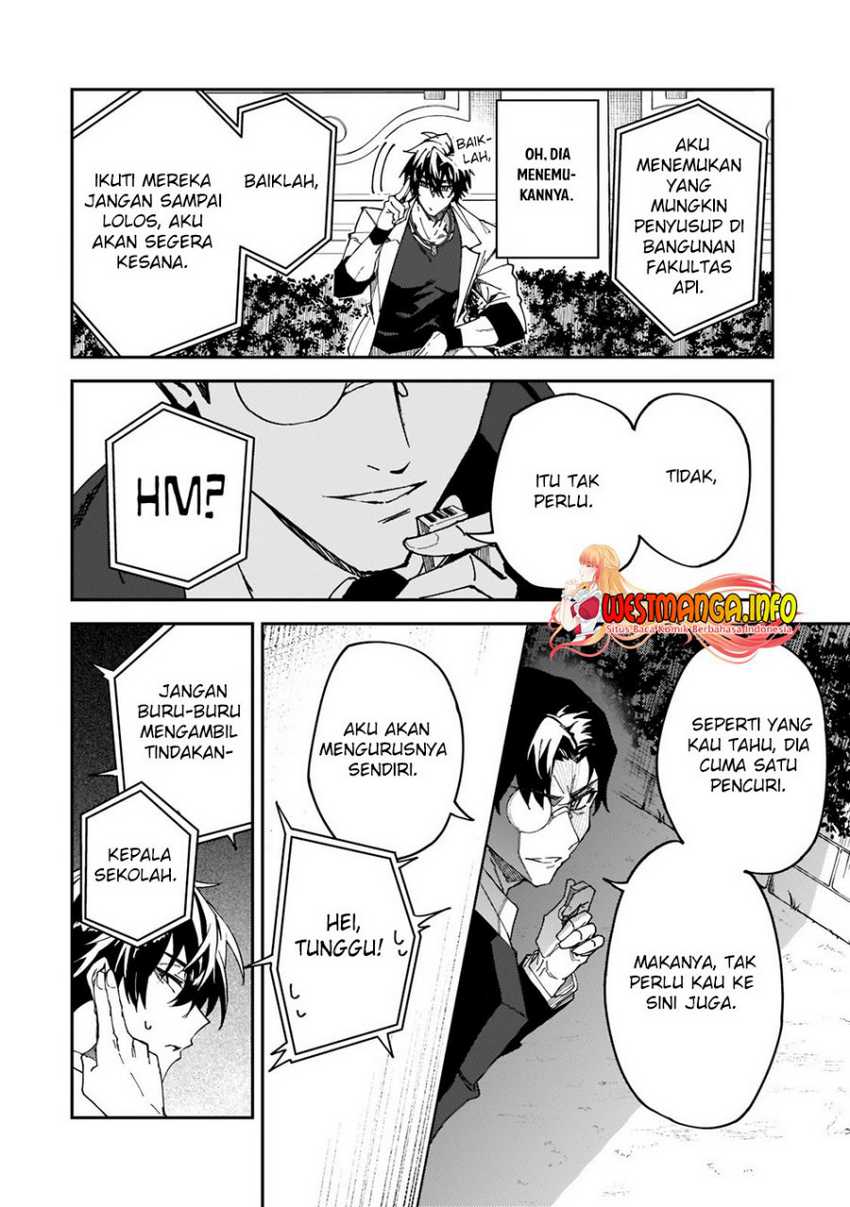 AKU
MENEMUKAN
YANG
MUNGKIN
PENYUSUP DI
BANGUNAN
FAKULTAS
API.
OH. DIA
MENEMU-
KANNYA.
BAIK-
LAH,
BAIKLAH,
IKUTI MEREKA
JANGAN SAMPAI
LOLOS, AKU
AKAN SEGERA
KESANA.
TIDAK,
ITU TAK
PERLU.
HM?
WESTMANGA.INFO
Situs Baca Komik Berbahasa Indonesia
SEPERTI YANG
KAU TAHU, DIA
CUMA SATU
PENCURI.
MAKANYA, TAK
PERLU KAU KE
SINI JUGA.
AKU AKAN
MENGURUSNYA
SENDIRI.
HEI,
TUNGGU!
JANGAN
BURU-BURU
MENGAMBIL
TINDAKAN-
KEPALA
SEKOLAH.